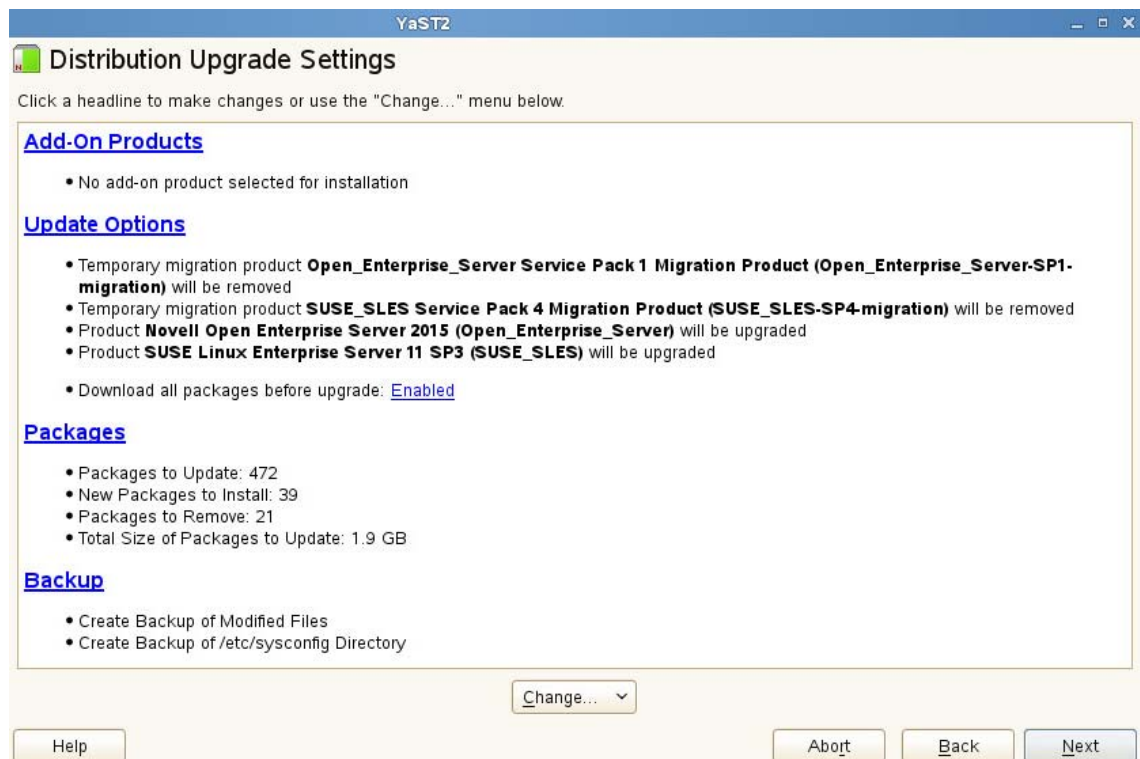 YaST2
N
Distribution Upgrade Settings
Click a headline to make changes or use the "Change..." menu below.
Add-On Products
• No add-on product selected for installation
Update Options
• Temporary migration product Open_Enterprise_Server Service Pack 1 Migration Product (Open_Enterprise_Server-SP1-
migration) will be removed
• Temporary migration product SUSE_SLES Service Pack 4 Migration Product (SUSE_SLES-SP4-migration) will be removed
• Product Novell Open Enterprise Server 2015 (Open_Enterprise_Server) will be upgraded
• Product SUSE Linux Enterprise Server 11 SP3 (SUSE_SLES) will be upgraded
• Download all packages before upgrade: Enabled
Packages
• Packages to Update: 472
• New Packages to Install: 39
• Packages to Remove: 21
• Total Size of Packages to Update: 1.9 GB
Backup
• Create Backup of Modified Files
• Create Backup of /etc/sysconfig Directory
Change...
Help Abort Back Next